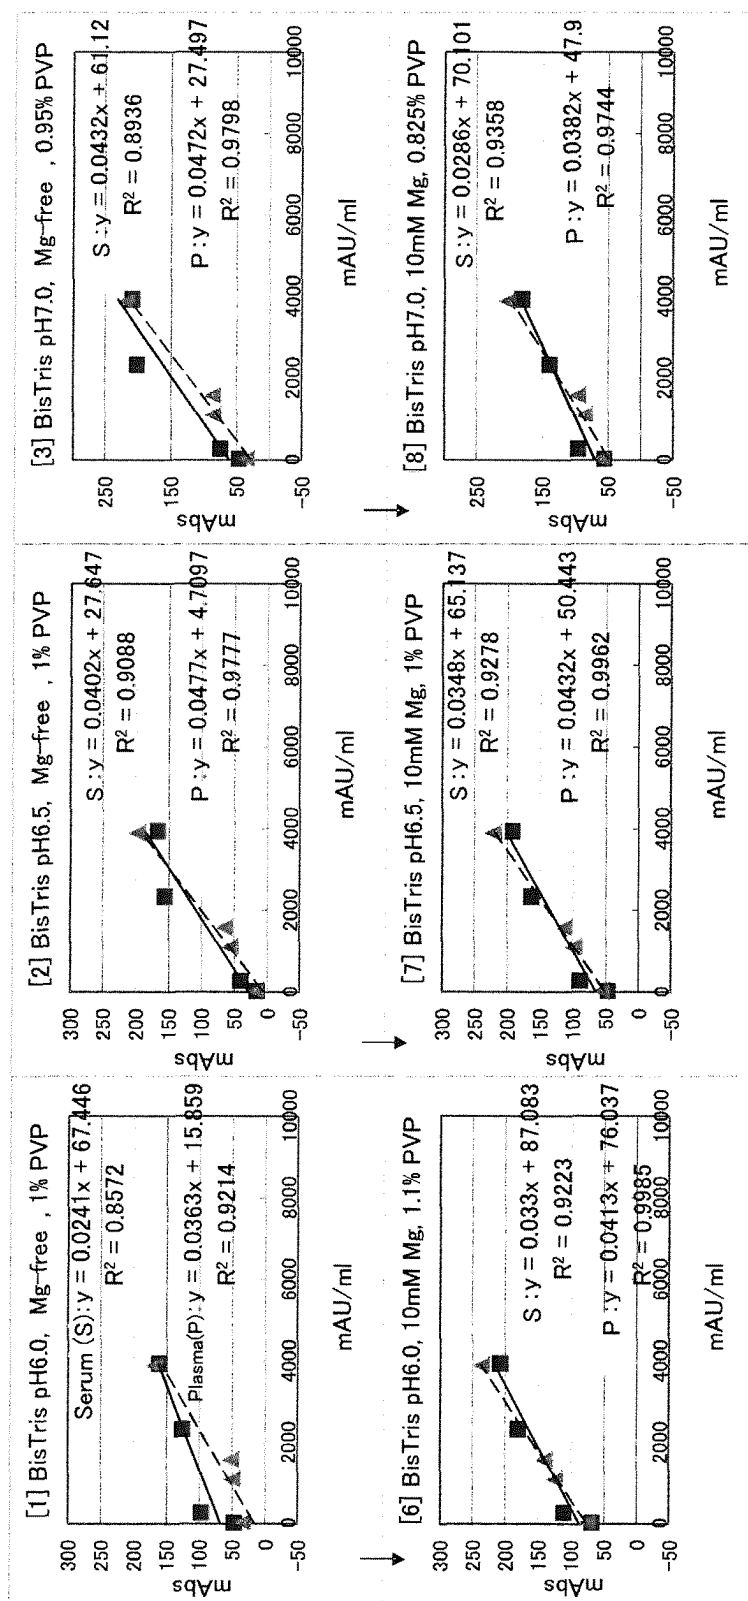 [1] BisTris pH6.0, Mg-free , 1% PVP
300
250
200
150
100
50
0
-50
mAbs
Serum (S):y = 0.0241x + 67.446
R² = 0.8572
Plasma(P):y = 0.0363x + 15.859
R² = 0.9214
0
2000
4000
6000
8000
10000
mAU/ml
[2] BisTris pH6.5, Mg-free , 1% PVP
300
250
200
150
100
50
0
-50
mAbs
S :y = 0.0402x + 27.647
R² = 0.9088
P :y = 0.0477x + 4.7097
R² = 0.9777
0
2000
4000
6000
8000
10000
mAU/ml
[3] BisTris pH7.0, Mg-free , 0.95% PVP
250
150
50
-50
mAbs
S :y = 0.0432x + 61.12
R² = 0.8936
P :y = 0.0472x + 27.497
R² = 0.9798
0
2000
4000
6000
8000
10000
mAU/ml
[6] BisTris pH6.0, 10mM Mg, 1.1% PVP
300
250
200
150
100
50
0
-50
mAbs
S :y = 0.033x + 87.083
R² = 0.9223
P :y = 0.0413x + 76.037
R² = 0.9985
0
2000
4000
6000
8000
10000
mAU/ml
[7] BisTris pH6.5, 10mM Mg, 1% PVP
300
250
200
150
100
50
0
-50
mAbs
S :y = 0.0348x + 65.137
R² = 0.9278
P :y = 0.0432x + 50.443
R² = 0.9962
0
2000
4000
6000
8000
10000
mAU/ml
[8] BisTris pH7.0, 10mM Mg, 0.825% PVP
250
150
50
-50
mAbs
S :y = 0.0286x + 70.101
R² = 0.9358
P :y = 0.0382x + 47.9
R² = 0.9744
0
2000
4000
6000
8000
10000
mAU/ml